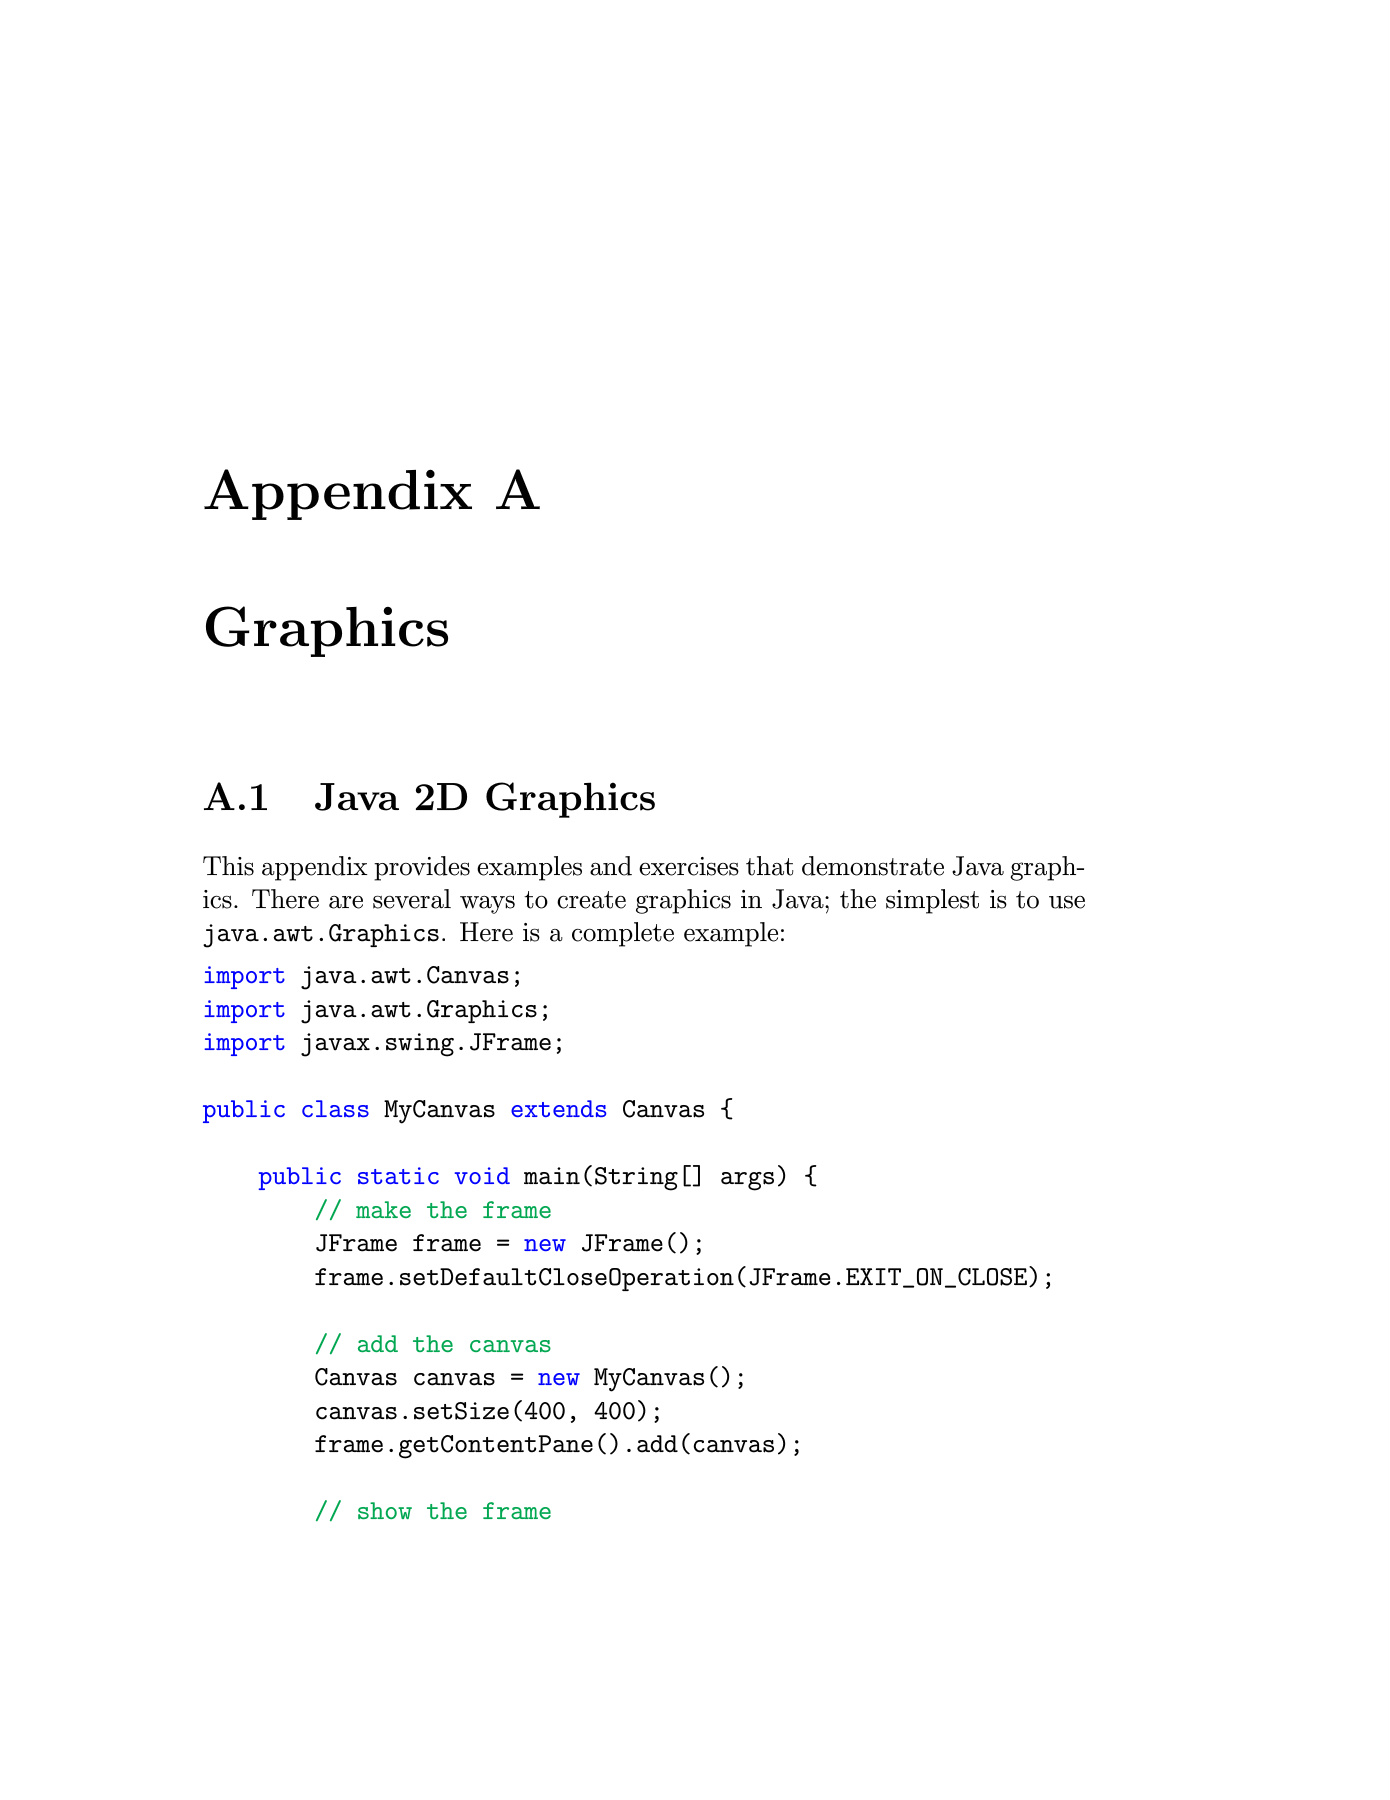 Appendix A
Graphics
A.1 Java 2D Graphics
This appendix provides examples and exercises that demonstrate Java graph-
ics. There are several ways to create graphics in Java; the simplest is to use
java.awt.Graphics. Here is a complete example:
import java.awt.Canvas;
import java.awt.Graphics;
import javax.swing.JFrame;
public class MyCanvas extends Canvas {
    public static void main(String[] args) {
        // make the frame
        JFrame frame = new JFrame();
        frame.setDefaultCloseOperation(JFrame.EXIT_ON_CLOSE);
        // add the canvas
        Canvas canvas = new MyCanvas();
        canvas.setSize(400, 400);
        frame.getContentPane().add(canvas);
        // show the frame